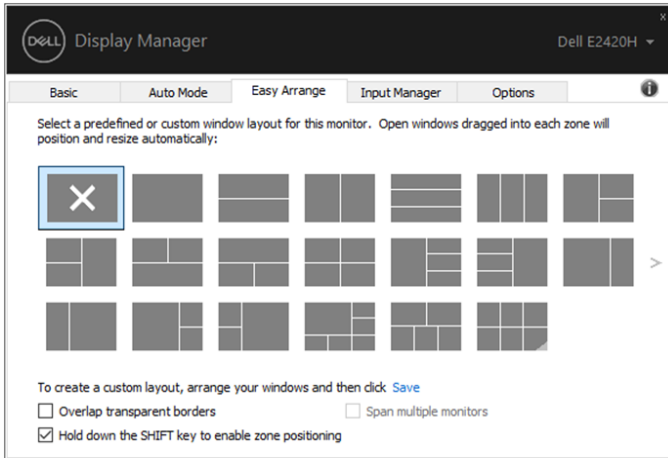 DELL Display Manager
Dell E2420H
Basic
Auto Mode
Easy Arrange
Input Manager
Options
Select a predefined or custom window layout for this monitor. Open windows dragged into each zone will
position and resize automatically:
To create a custom layout, arrange your windows and then click Save
Overlap transparent borders
Span multiple monitors
Hold down the SHIFT key to enable zone positioning